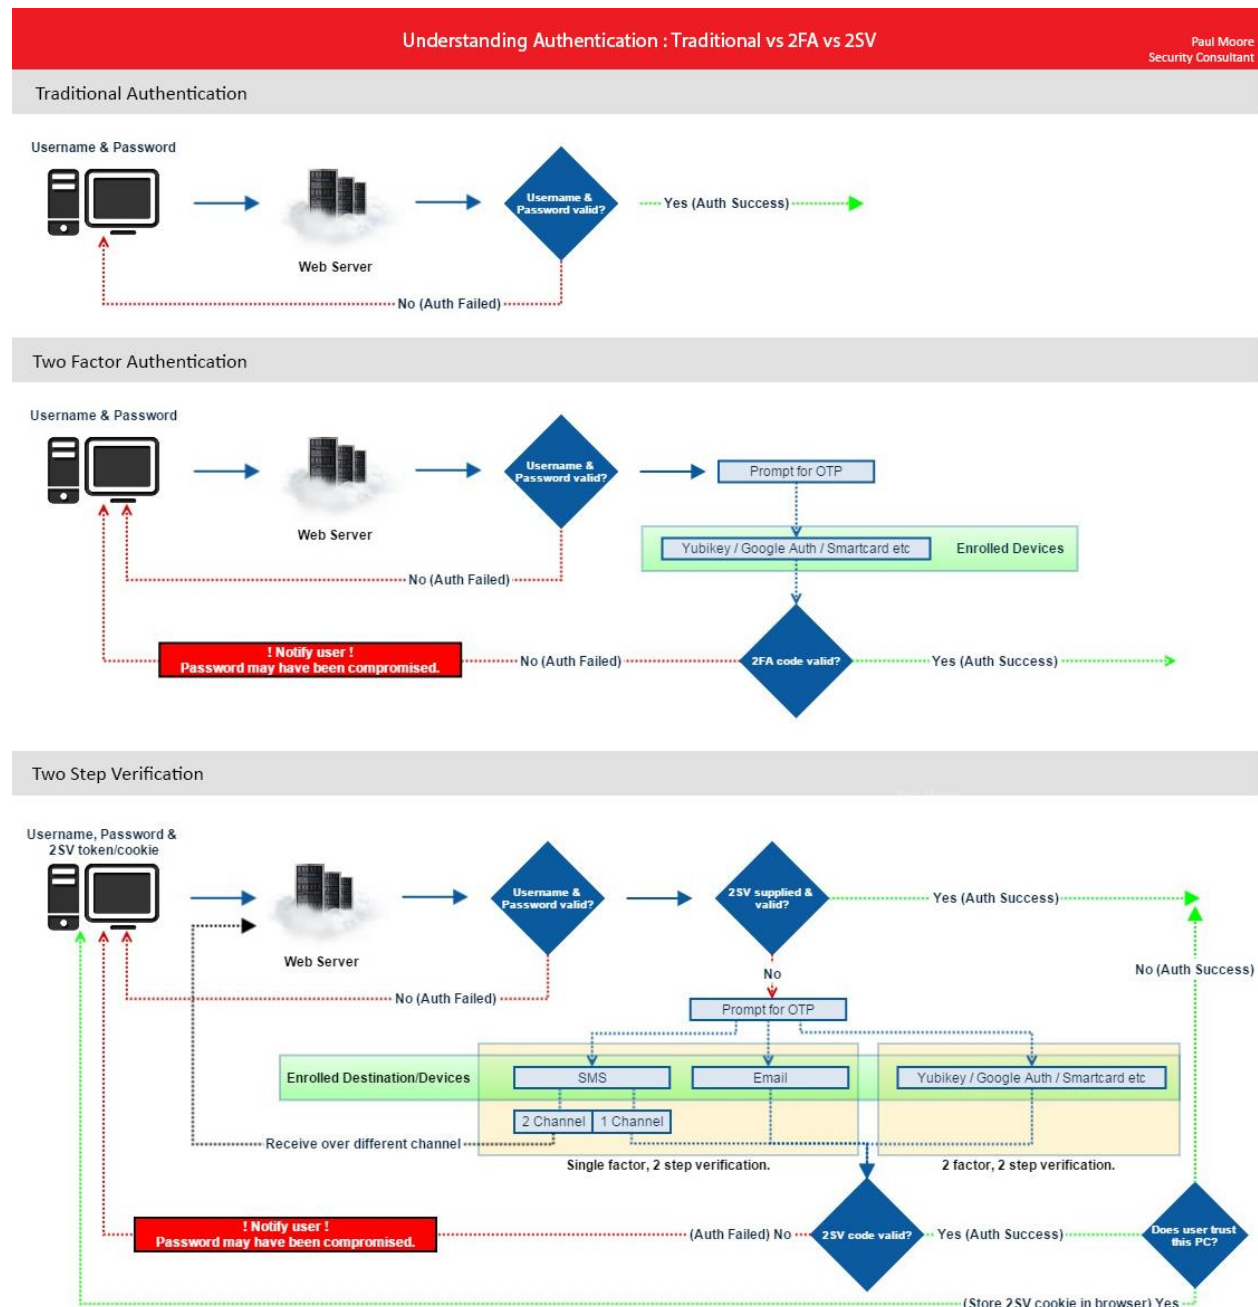 Understanding Authentication : Traditional vs 2FA vs 2SV
Paul Moore
Security Consultant
Traditional Authentication
Username & Password
Web Server
Username &
Password valid?
Yes (Auth Success)
No (Auth Failed)
Two Factor Authentication
Username & Password
Web Server
Username &
Password valid?
Prompt for OTP
Yubikey / Google Auth / Smartcard etc
Enrolled Devices
No (Auth Failed)
! Notify user !
Password may have been compromised.
No (Auth Failed)
2FA code valid?
Yes (Auth Success)
Two Step Verification
Username, Password &
2SV token/cookie
Web Server
Username &
Password valid?
2SV supplied &
valid?
Yes (Auth Success)
No (Auth Success)
No
No (Auth Failed)
Prompt for OTP
Enrolled Destination/Devices
SMS
Email
Yubikey / Google Auth / Smartcard etc
2 Channel
1 Channel
Receive over different channel
Single factor, 2 step verification.
2 factor, 2 step verification.
! Notify user !
Password may have been compromised.
(Auth Failed) No
2SV code valid?
Yes (Auth Success)
Does user trust
this PC?
(Store 2SV cookie in browser) Yes